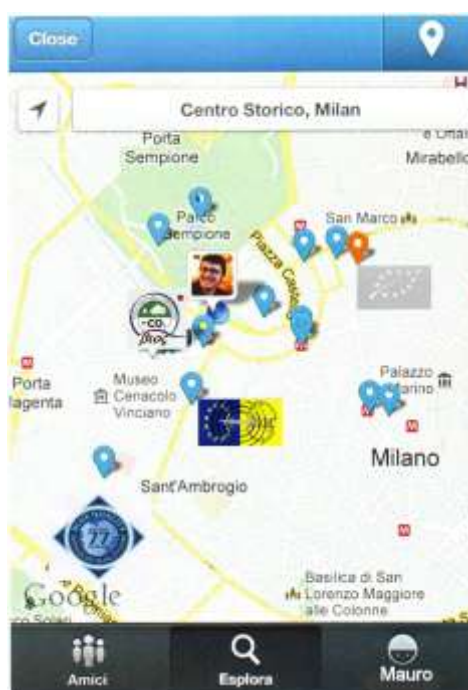 Close
Centro Storico, Milan
Porta
Sempione
Mirabello
Parco
Sempione
San Marco
Piazza Castello
Porta
Magenta
Museo
Cenacolo
Vinciano
Palazzo
Marino
Milano
Sant'Ambrogio
22
Google
Basilica di San
Lorenzo Maggiore
alle Colonne
Amici
Esplora
Mauro